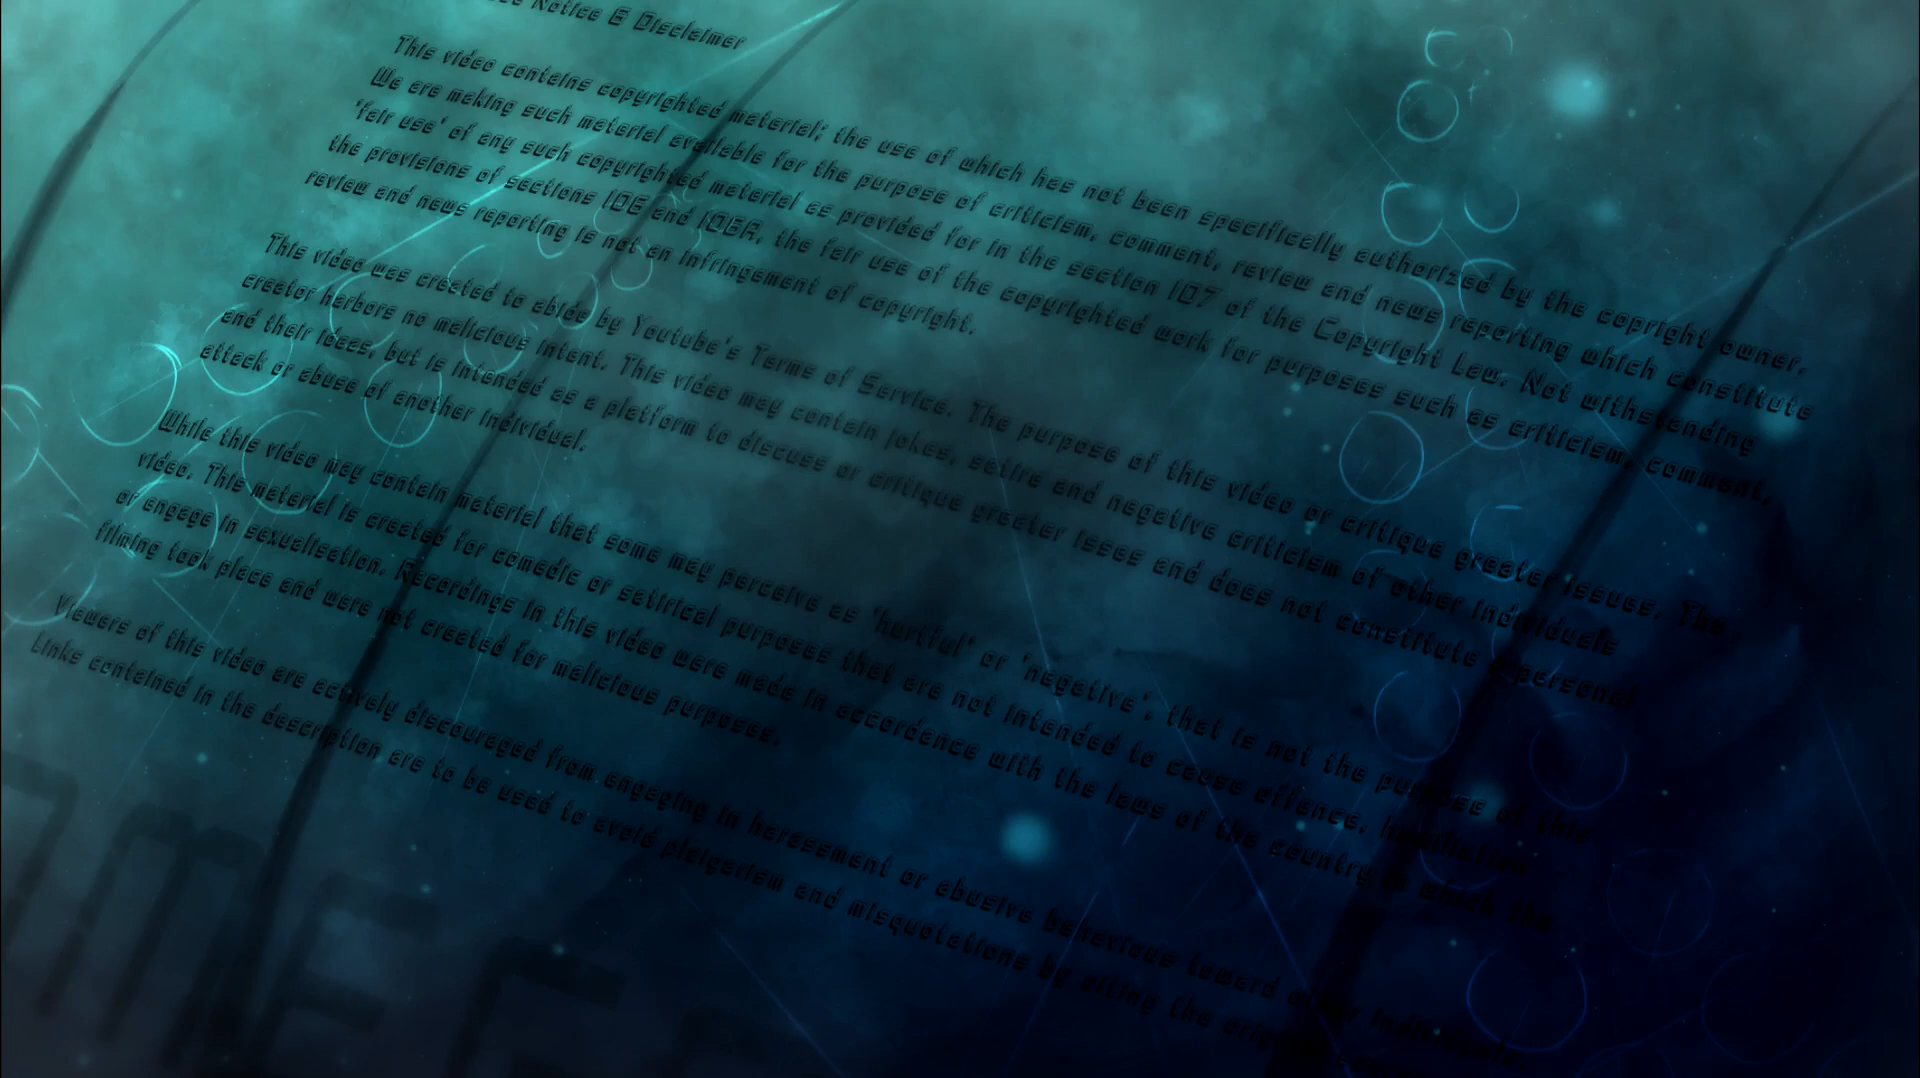 Notice & Disclaimer
This video contains copyrighted material; the use of which has not been specifically authorized by the copright owner.
We are making such material available for the purpose of criticism, comment, review and news reporting which constitute
'fair use' of any such copyrighted material as provided for in the section 107 of the Copyright Law. Not withstanding
the provisions of sections 106 and 106A, the fair use of the copyrighted work for purposes such as criticism, comment,
review and news reporting is not an infringement of copyright.
This video was created to abide by Youtube's Terms of Service. The purpose of this video or critique greater issues. The
creator harbors no malicious intent. This video may contain jokes, satire and negative criticism of other individuals
and their ideas, but is intended as a platform to discuss or critique greater isses and does not constitute a personal
attack or abuse of another individual.
While this video may contain material that some may perceive as 'hurtful' or 'negative'; that is not the purpose of this
video. This material is created for comedic or satirical purposes that are not intended to cause offence, humiliation
or engage in sexualisation. Recordings in this video were made in accordance with the laws of the country in which the
filming took place and were not created for malicious purposes.
Viewers of this video are actively discouraged from engaging in harassment or abusive behaviour toward other individuals.
Links contained in the description are to be used to avoid plaigarism and misquotations by citing the